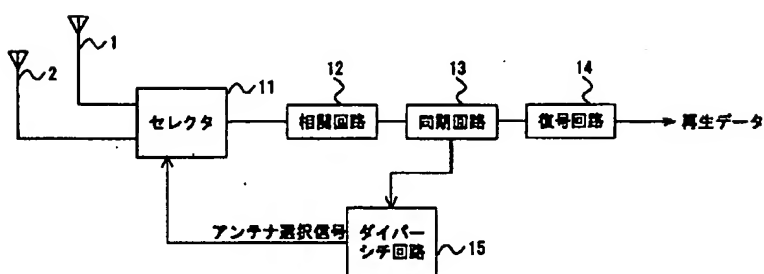 1
2
11
12
13
14
セレクタ
相関回路
同期回路
復号回路
再生データ
アンテナ選択信号
ダイバー
シチ回路
15